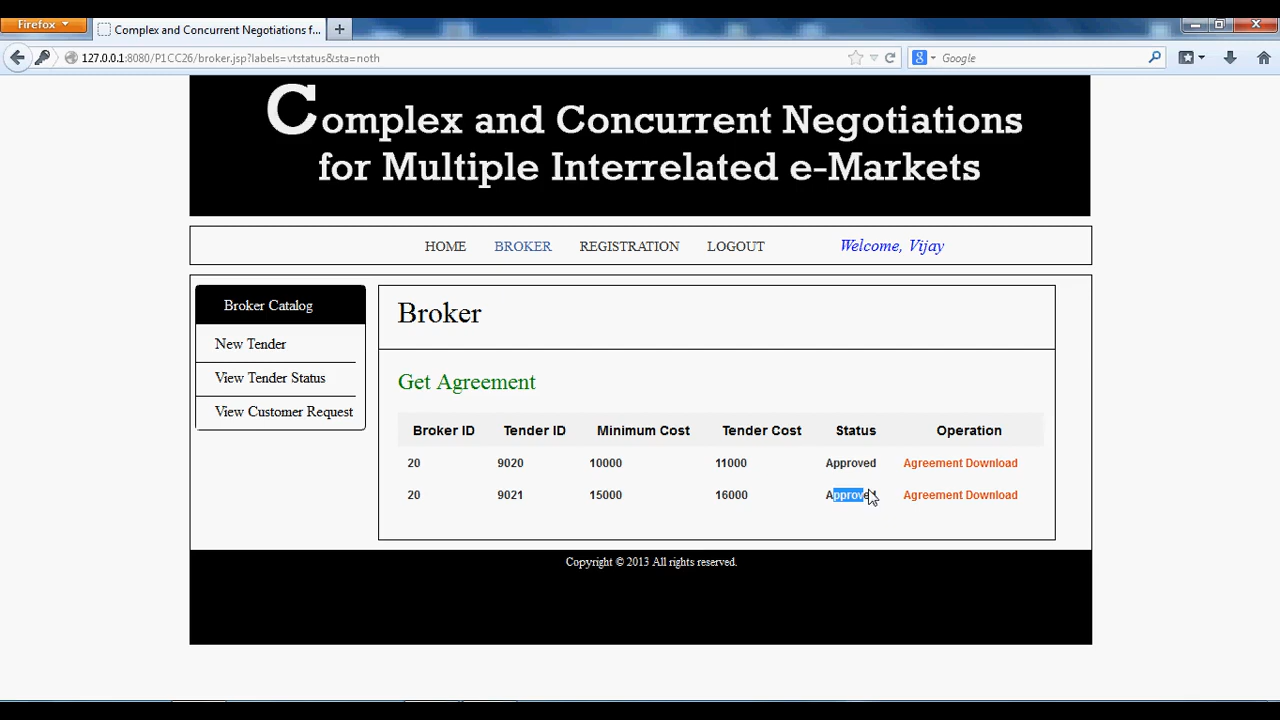 Firefox
Complex and Concurrent Negotiations f...
127.0.0.1:8080/P1CC26/broker.jsp?labels=vtstatus&sta=noth
Google
Complex and Concurrent Negotiations
for Multiple Interrelated e-Markets
HOME BROKER REGISTRATION LOGOUT Welcome, Vijay
Broker Catalog
New Tender
View Tender Status
View Customer Request
Broker
Get Agreement
Broker ID Tender ID Minimum Cost Tender Cost Status Operation
20 9020 10000 11000 Approved Agreement Download
20 9021 15000 16000 Approved Agreement Download
Copyright © 2013 All rights reserved.